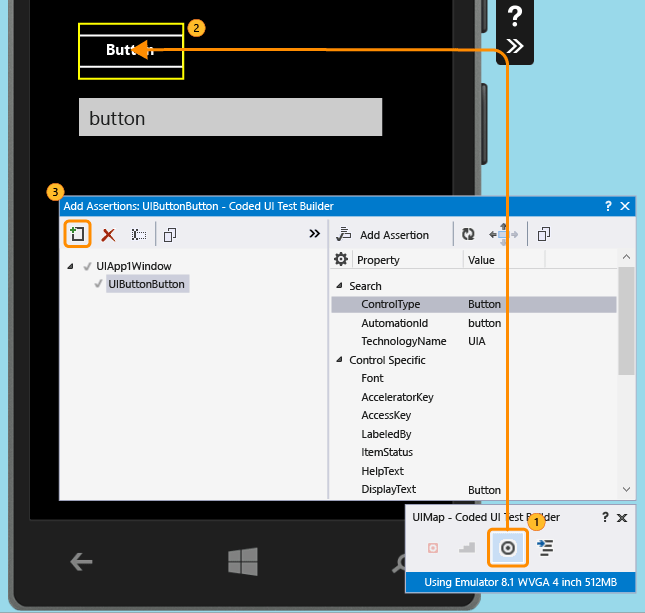 ?
2
Button
button
3
Add Assertions: UIButtonButton - Coded UI Test Builder ?
Add Assertion
UIApp1Window
UIButtonButton
Property Value
Search
ControlType Button
AutomationId button
TechnologyName UIA
Control Specific
Font
AcceleratorKey
AccessKey
LabeledBy
ItemStatus
HelpText
DisplayText Button
UIMap - Coded UI Test Builder ?
1
Using Emulator 8.1 WVGA 4 inch 512MB